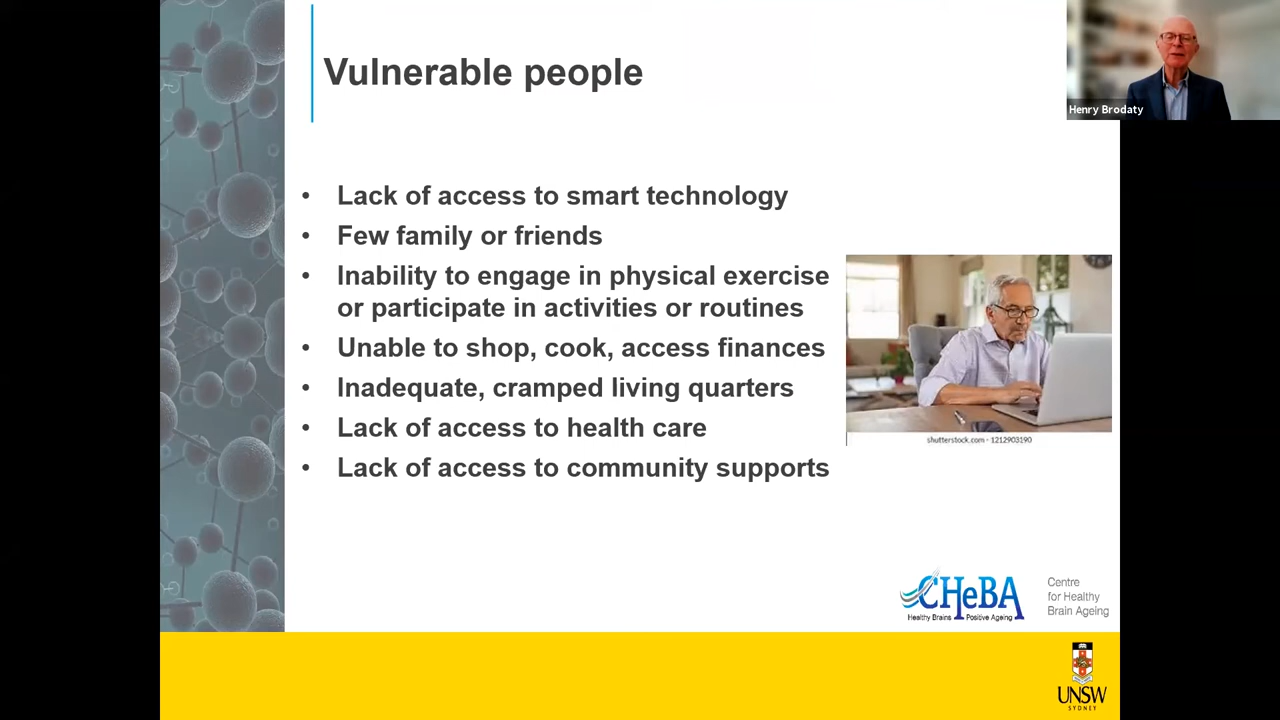 Vulnerable people
Henry Brodaty
• Lack of access to smart technology
• Few family or friends
• Inability to engage in physical exercise
or participate in activities or routines
• Unable to shop, cook, access finances
• Inadequate, cramped living quarters
• Lack of access to health care
• Lack of access to community supports
shutterstock.com · 1212903190
CHeBA
Healthy Brains Positive Ageing
Centre
for Healthy
Brain Ageing
UNSW
SYDNEY